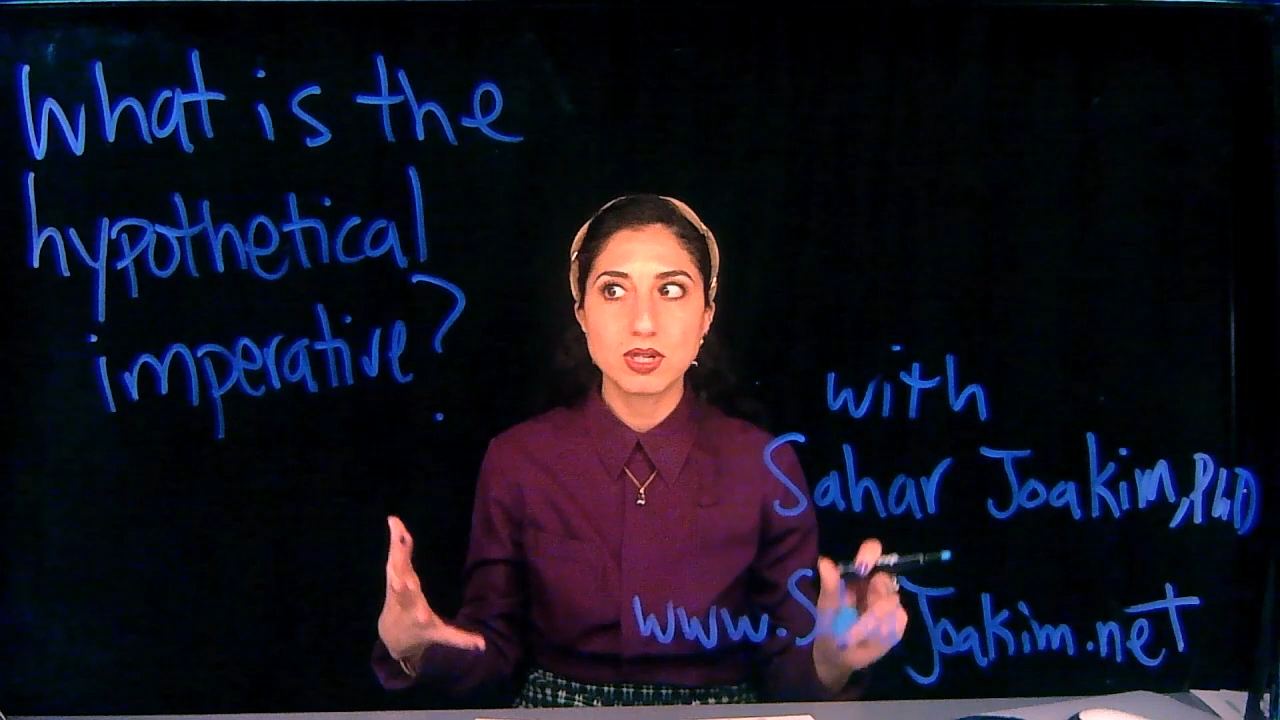 What is the
hypothetical
imperative?
with
Sahar Joakim, PhD
www.S Joakim.net